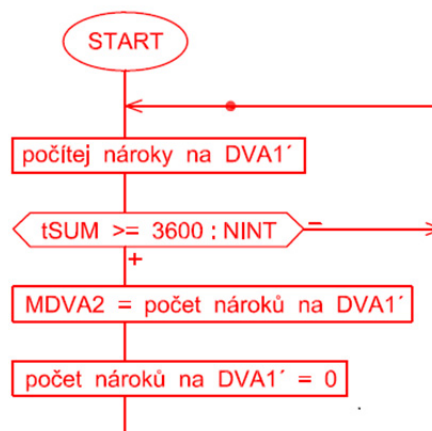 START
počítej nároky na DVA1´
tSUM >= 3600 : NINT
–
+
MDVA2 = počet nároků na DVA1´
počet nároků na DVA1´ = 0